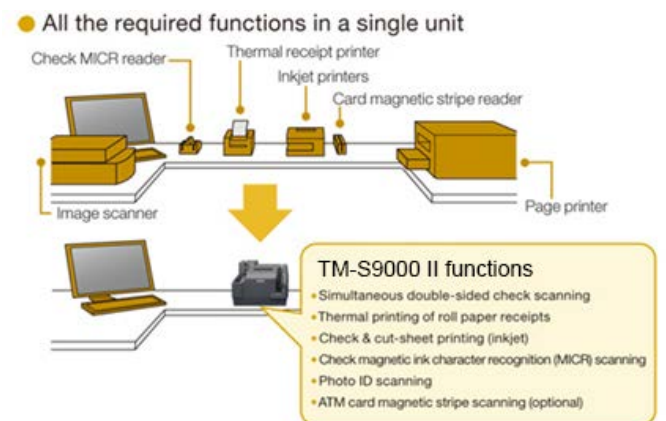 ● All the required functions in a single unit
Check MICR reader
Thermal receipt printer
Inkjet printers
Card magnetic stripe reader
Image scanner
Page printer
TM-S9000 II functions
•Simultaneous double-sided check scanning
•Thermal printing of roll paper receipts
•Check & cut-sheet printing (inkjet)
•Check magnetic ink character recognition (MICR) scanning
•Photo ID scanning
•ATM card magnetic stripe scanning (optional)